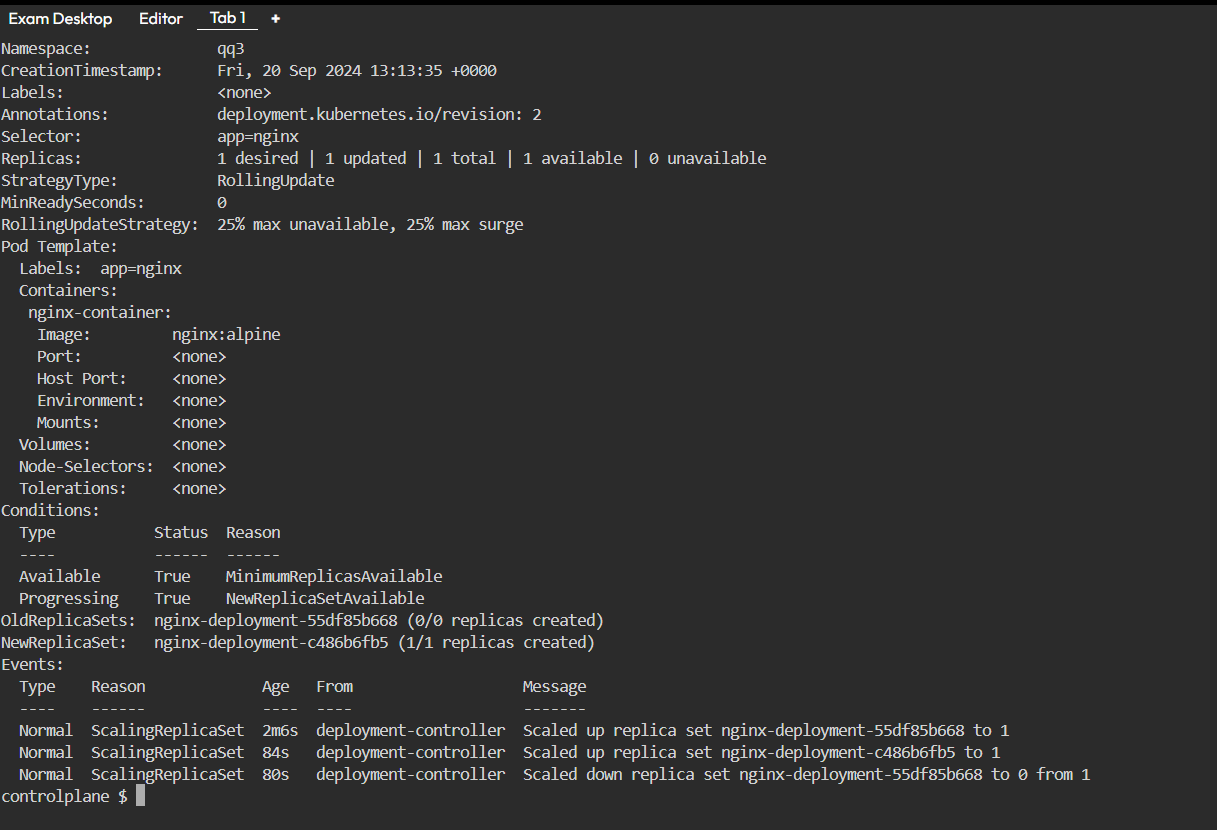 Exam Desktop Editor Tab 1 +
Namespace: qq3
CreationTimestamp: Fri, 20 Sep 2024 13:13:35 +0000
Labels: <none>
Annotations: deployment.kubernetes.io/revision: 2
Selector: app=nginx
Replicas: 1 desired | 1 updated | 1 total | 1 available | 0 unavailable
StrategyType: RollingUpdate
MinReadySeconds: 0
RollingUpdateStrategy: 25% max unavailable, 25% max surge
Pod Template:
  Labels: app=nginx
  Containers:
   nginx-container:
    Image: nginx:alpine
    Port: <none>
    Host Port: <none>
    Environment: <none>
    Mounts: <none>
  Volumes: <none>
  Node-Selectors: <none>
  Tolerations: <none>
Conditions:
  Type Status Reason
  ---- ------ ------
  Available True MinimumReplicasAvailable
  Progressing True NewReplicaSetAvailable
OldReplicaSets: nginx-deployment-55df85b668 (0/0 replicas created)
NewReplicaSet: nginx-deployment-c486b6fb5 (1/1 replicas created)
Events:
  Type Reason Age From Message
  ---- ------ ---- ---- -------
  Normal ScalingReplicaSet 2m6s deployment-controller Scaled up replica set nginx-deployment-55df85b668 to 1
  Normal ScalingReplicaSet 84s deployment-controller Scaled up replica set nginx-deployment-c486b6fb5 to 1
  Normal ScalingReplicaSet 80s deployment-controller Scaled down replica set nginx-deployment-55df85b668 to 0 from 1
controlplane $